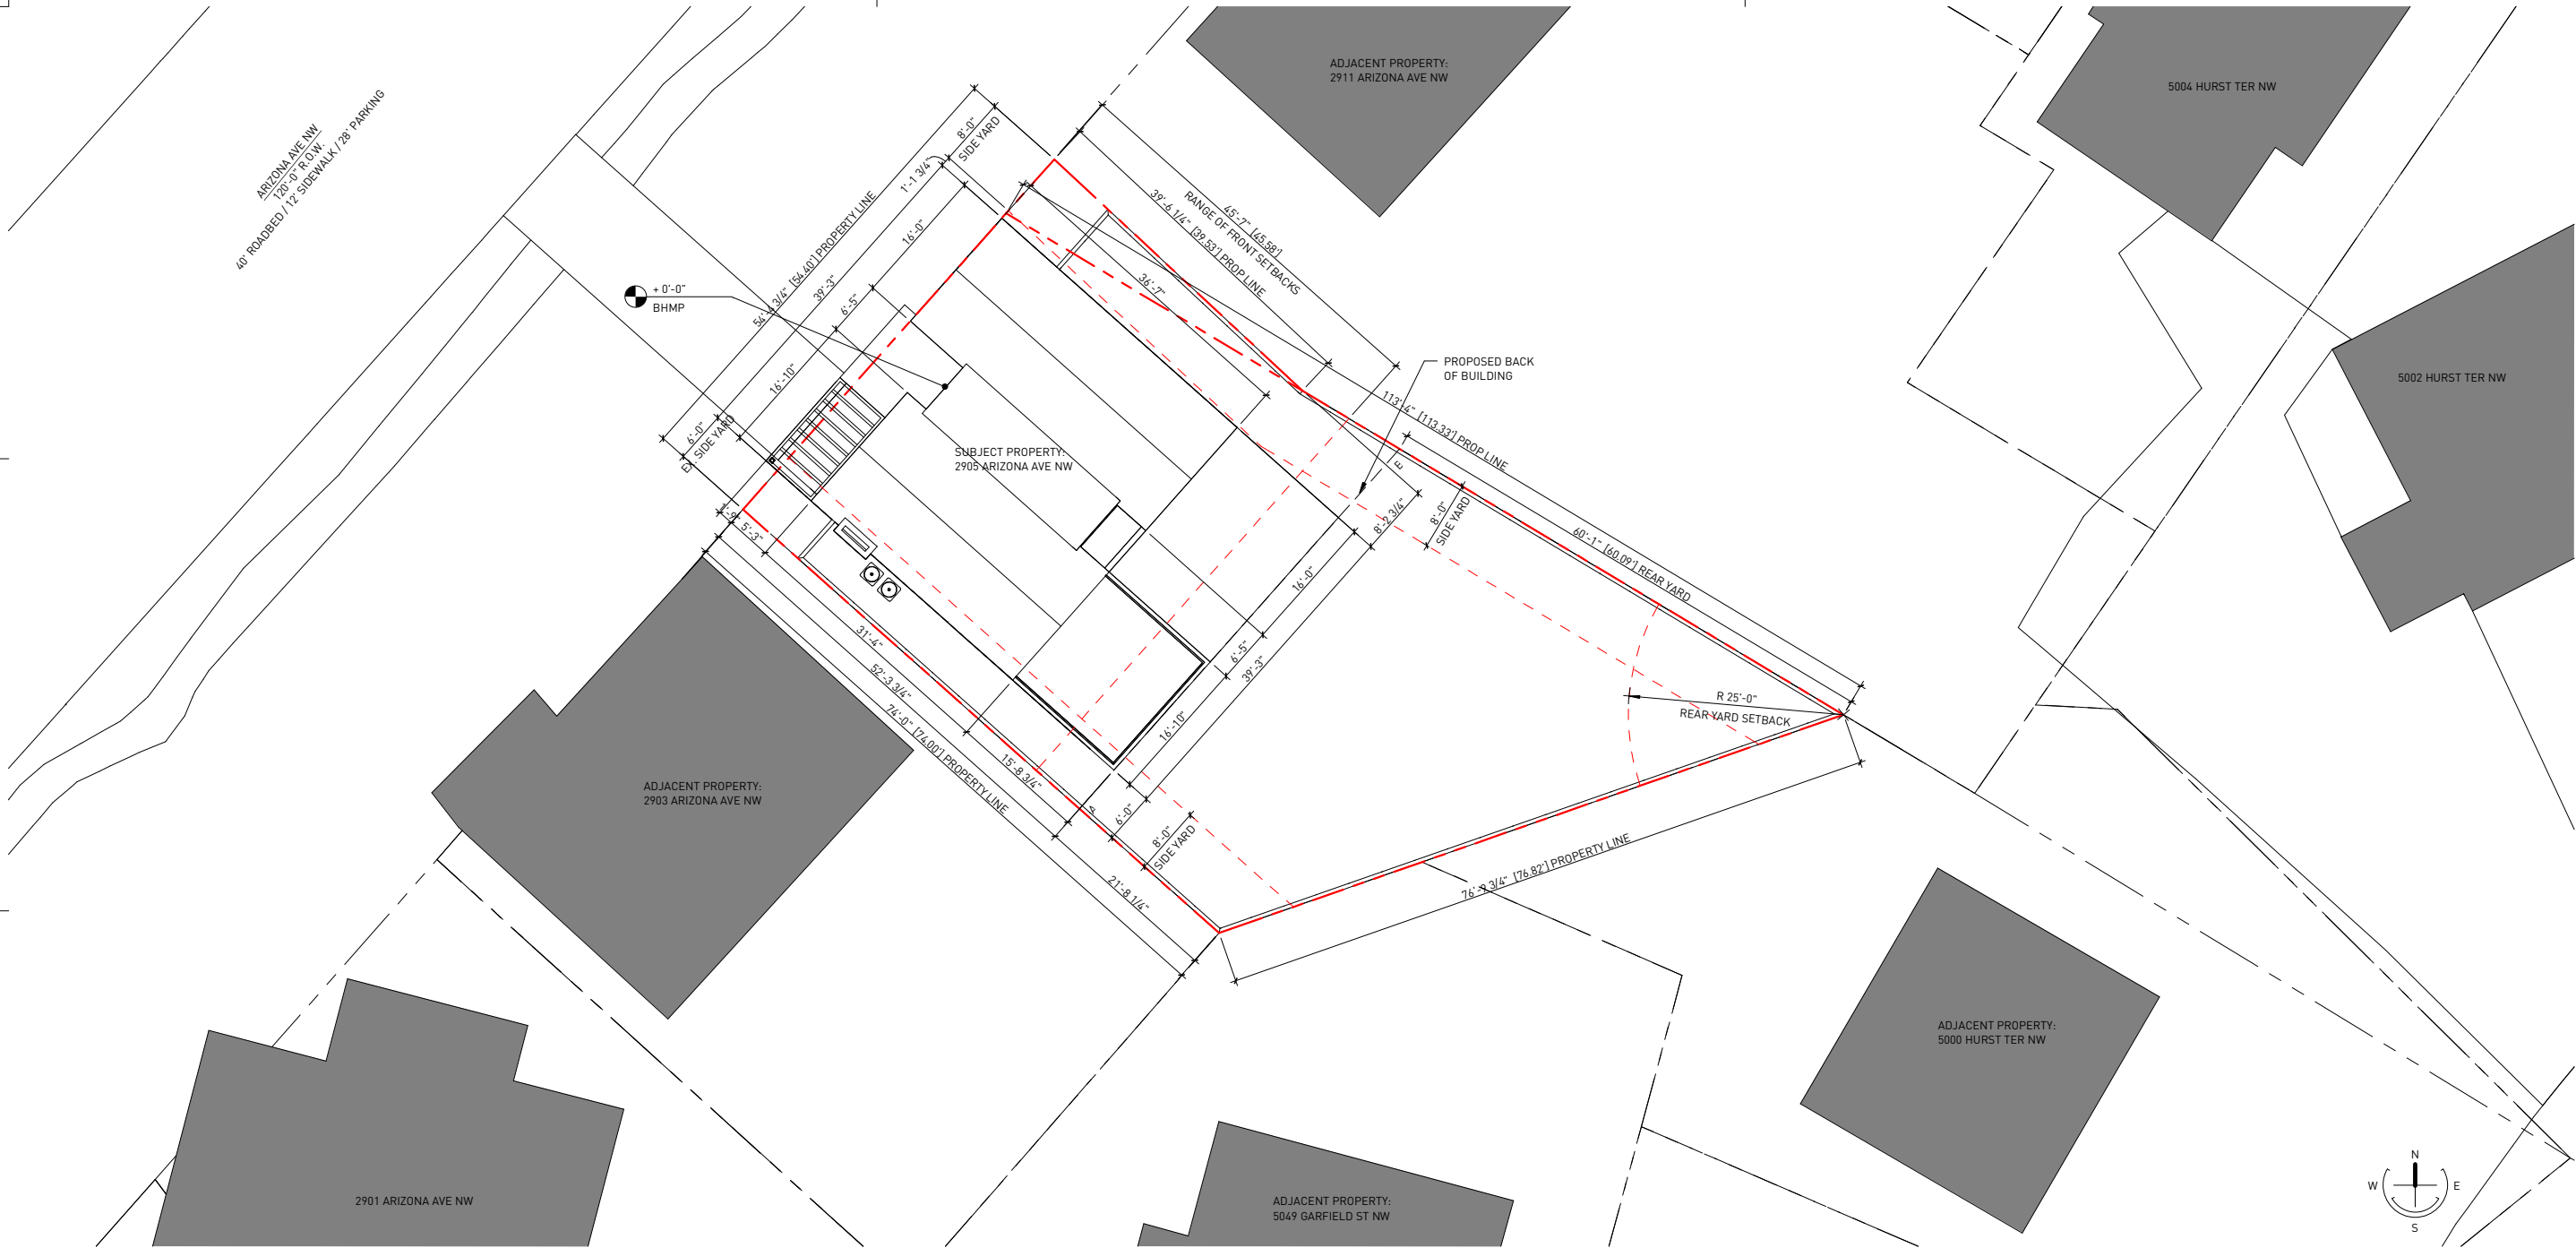 ARIZONA AVE NW
120'-0" R.O.W.
40' ROADBED / 12' SIDEWALK / 28' PARKING
ADJACENT PROPERTY:
2911 ARIZONA AVE NW
5004 HURST TER NW
5002 HURST TER NW
8'-0"
SIDE YARD
1'-1 3/4"
16'-0"
54'-4 3/4" [54.40'] PROPERTY LINE
39'-3"
6'-5"
16'-10"
6'-0"
EX. SIDE YARD
+ 0'-0"
BHMP
45'-7" [45.58']
RANGE OF FRONT SETBACKS
39'-6 1/4" [39.53'] PROP LINE
36'-7"
PROPOSED BACK
OF BUILDING
113'-4" [113.33'] PROP LINE
SUBJECT PROPERTY:
2905 ARIZONA AVE NW
8'-2 3/4"
8'-0"
SIDE YARD
60'-1" [60.09'] REAR YARD
16'-0"
6'-5"
39'-3"
16'-10"
R 25'-0"
REAR YARD SETBACK
5'-3"
31'-4"
52'-3 3/4"
74'-0" [74.00'] PROPERTY LINE
15'-8 3/4"
6'-0"
8'-0"
SIDE YARD
21'-8 1/4"
76'-9 3/4" [76.82'] PROPERTY LINE
ADJACENT PROPERTY:
2903 ARIZONA AVE NW
2901 ARIZONA AVE NW
ADJACENT PROPERTY:
5049 GARFIELD ST NW
ADJACENT PROPERTY:
5000 HURST TER NW
N
W E
S